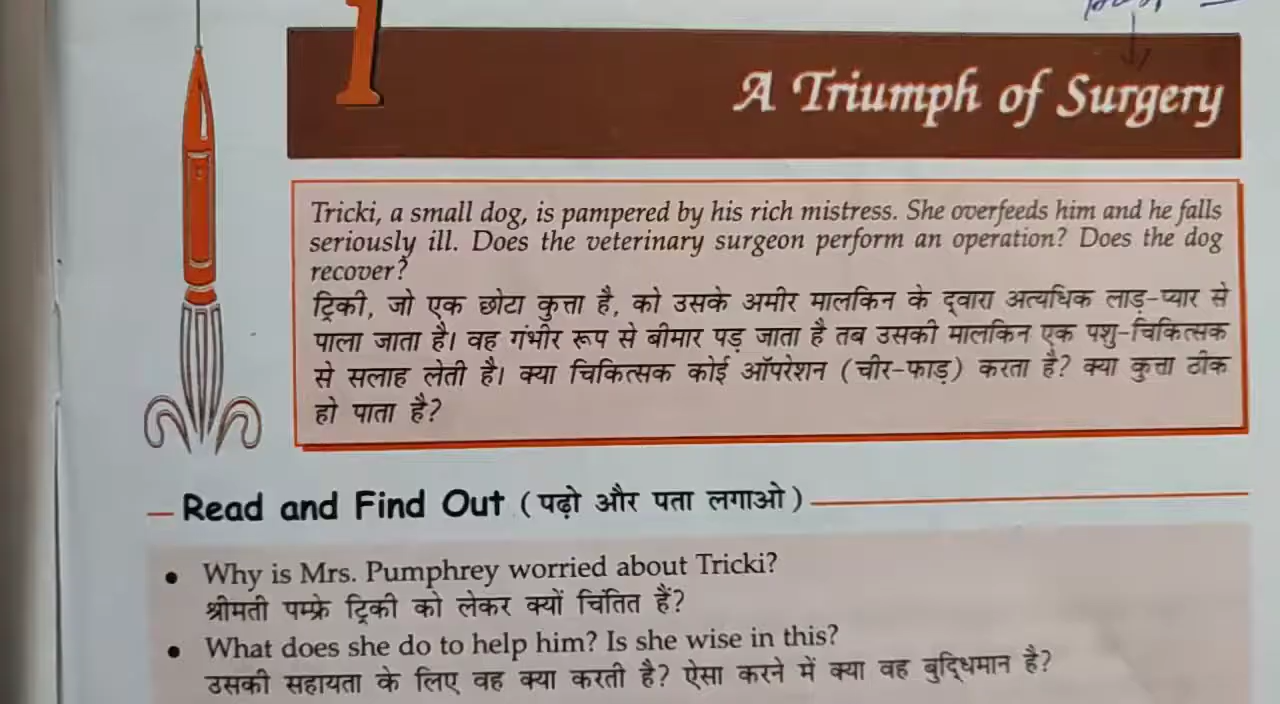 1
A Triumph of Surgery
Tricki, a small dog, is pampered by his rich mistress. She overfeeds him and he falls
seriously ill. Does the veterinary surgeon perform an operation? Does the dog
recover?
ट्रिकी, जो एक छोटा कुत्ता है, को उसके अमीर मालकिन के द्वारा अत्यधिक लाड़-प्यार से
पाला जाता है। वह गंभीर रूप से बीमार पड़ जाता है तब उसकी मालकिन एक पशु-चिकित्सक
से सलाह लेती है। क्या चिकित्सक कोई ऑपरेशन (चीर-फाड़) करता है? क्या कुत्ता ठीक
हो पाता है?
Read and Find Out (पढ़ो और पता लगाओ)
• Why is Mrs. Pumphrey worried about Tricki?
श्रीमती पम्फ्रे ट्रिकी को लेकर क्यों चिंतित हैं?
• What does she do to help him? Is she wise in this?
उसकी सहायता के लिए वह क्या करती है? ऐसा करने में क्या वह बुद्धिमान है?